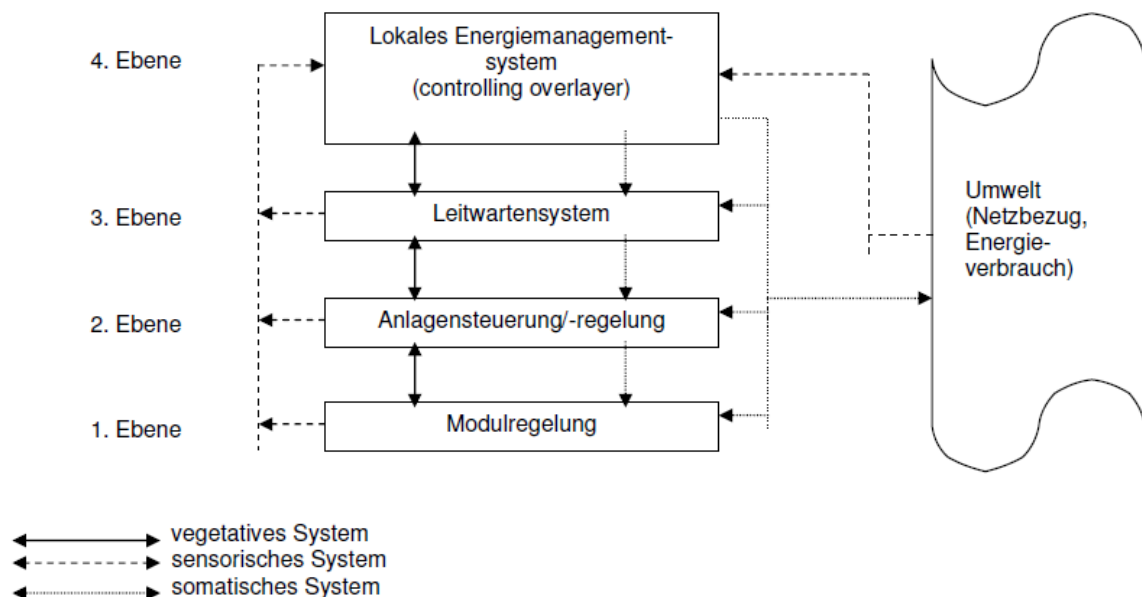 4. Ebene
Lokales Energiemanagement-
system
(controlling overlayer)
3. Ebene
Leitwartensystem
2. Ebene
Anlagensteuerung/-regelung
1. Ebene
Modulregelung
Umwelt
(Netzbezug,
Energie-
verbrauch)
vegetatives System
sensorisches System
somatisches System